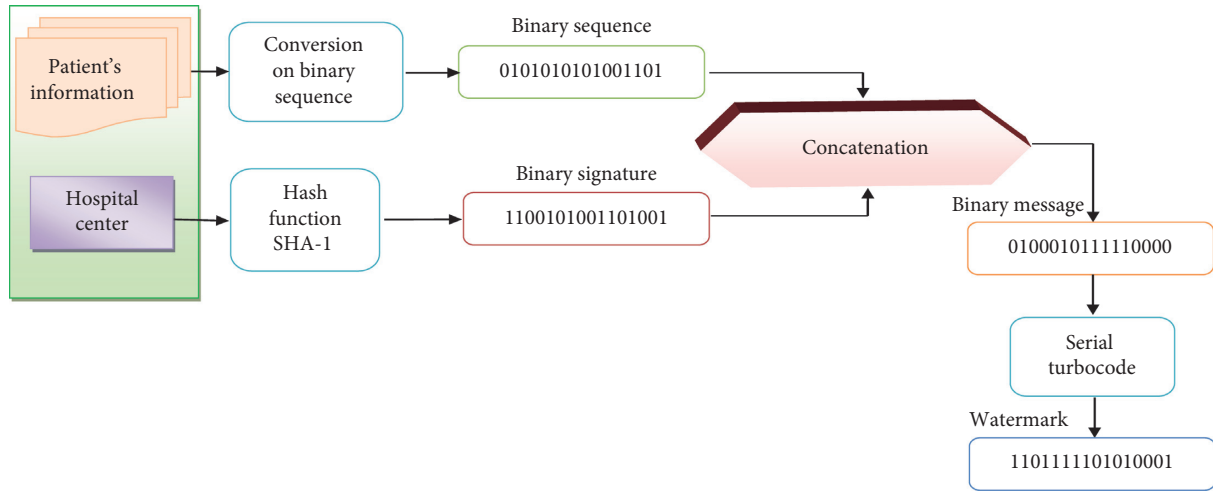 Patient's
information
Conversion
on binary
sequence
Binary sequence
0101010101001101
Concatenation
Hospital
center
Hash
function
SHA-1
Binary signature
1100101001101001
Binary message
0100010111110000
Serial
turbocode
Watermark
1101111101010001